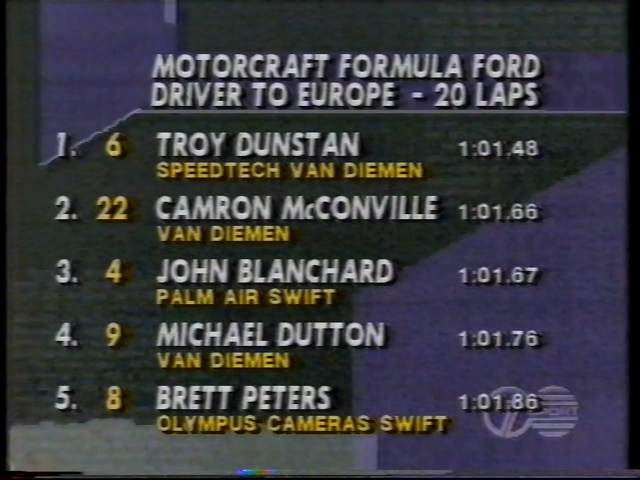 MOTORCRAFT FORMULA FORD
DRIVER TO EUROPE - 20 LAPS
1. 6 TROY DUNSTAN 1:01.48
SPEEDTECH VAN DIEMEN
2. 22 CAMRON McCONVILLE 1:01.66
VAN DIEMEN
3. 4 JOHN BLANCHARD 1:01.67
PALM AIR SWIFT
4. 9 MICHAEL DUTTON 1:01.76
VAN DIEMEN
5. 8 BRETT PETERS 1:01.86
OLYMPUS CAMERAS SWIFT
7 SPORT